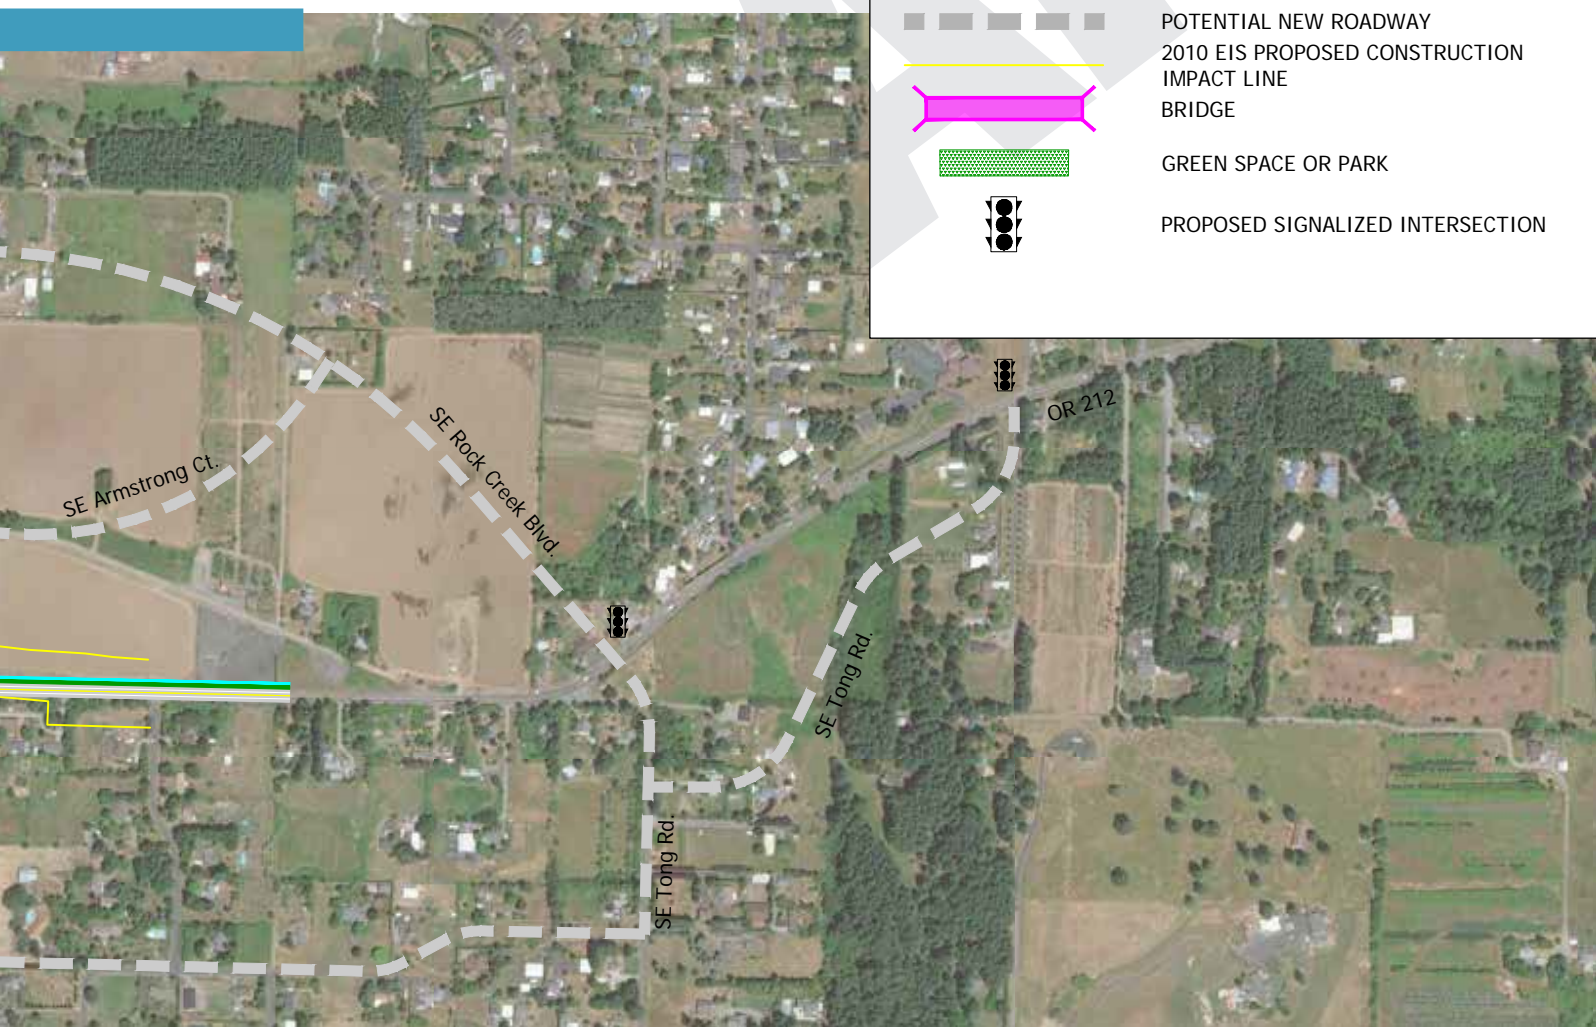 POTENTIAL NEW ROADWAY
2010 EIS PROPOSED CONSTRUCTION
IMPACT LINE
BRIDGE
GREEN SPACE OR PARK
PROPOSED SIGNALIZED INTERSECTION
OR 212
SE Rock Creek Blvd.
SE Armstrong Ct.
SE Tong Rd.
SE Tong Rd.